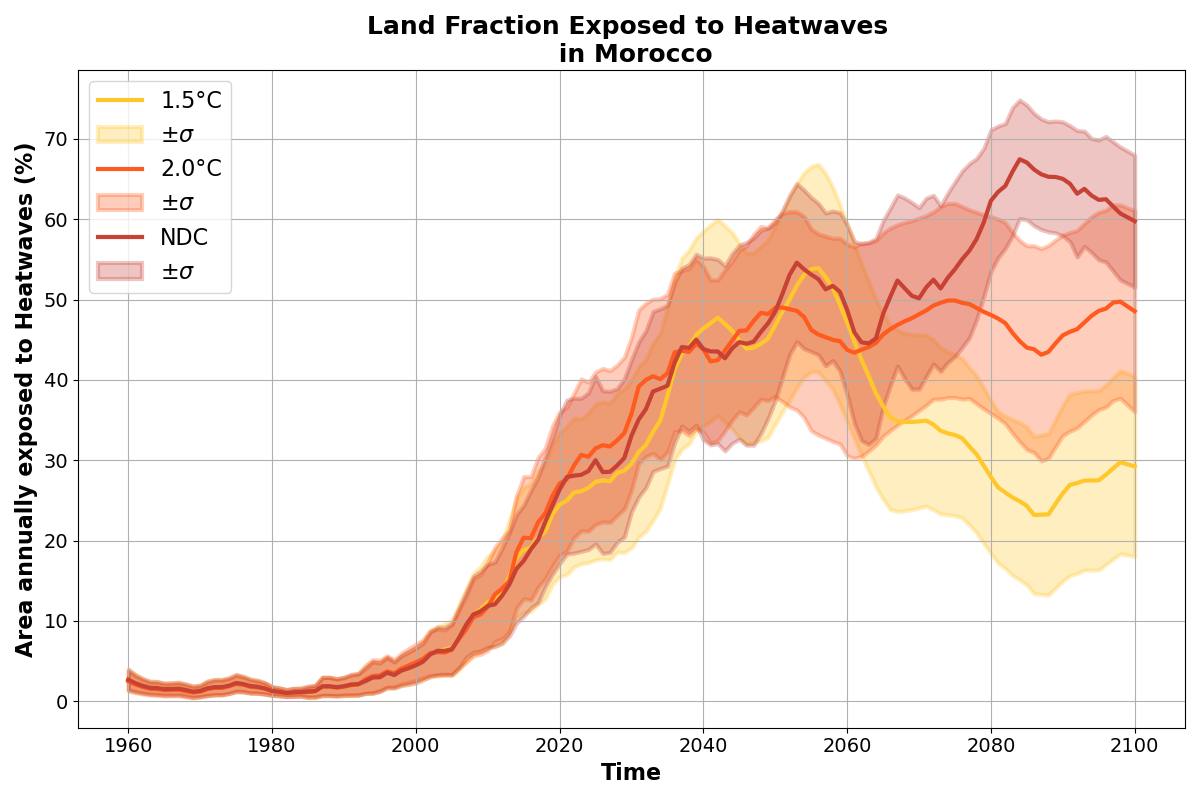 Land Fraction Exposed to Heatwaves
in Morocco
1.5°C
±σ
2.0°C
±σ
NDC
±σ
Area annually exposed to Heatwaves (%)
70
60
50
40
30
20
10
0
1960 1980 2000 2020 2040 2060 2080 2100
Time